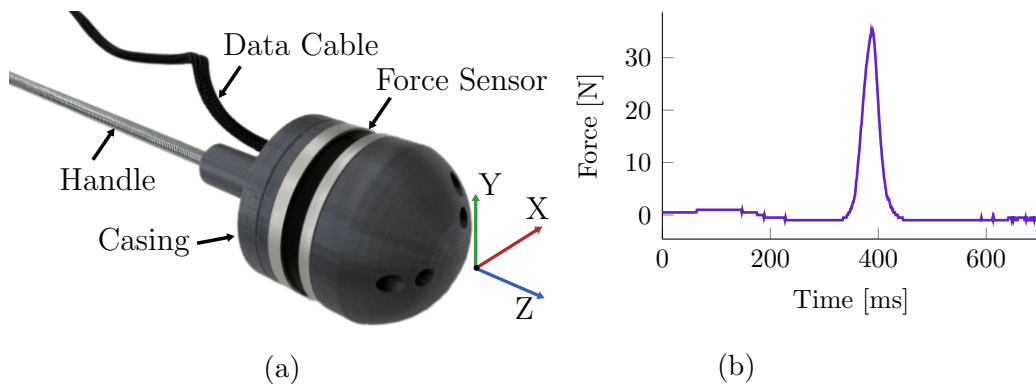 Data Cable
Force Sensor
Handle
Casing
Y
X
Z
(a)
Force [N]
30
20
10
0
0
200
400
600
Time [ms]
(b)